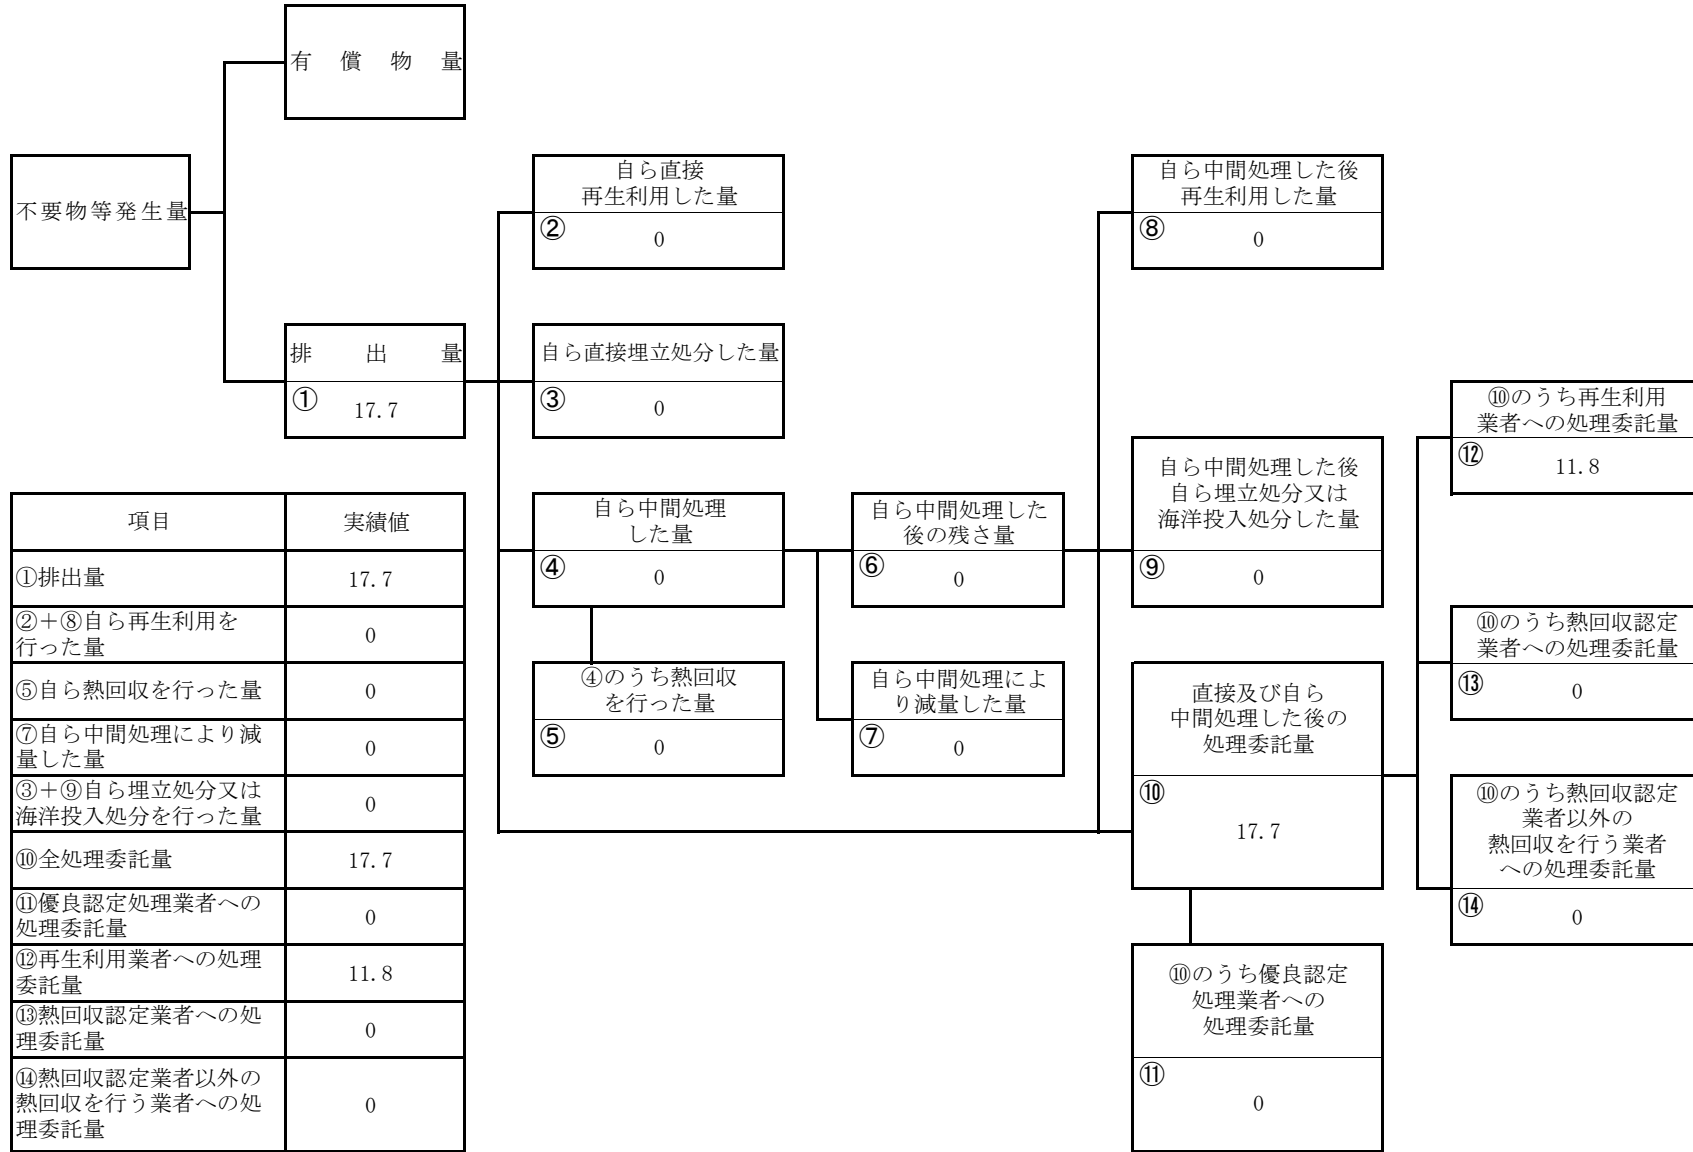 有償物量
不要物等発生量
排出量
①
17.7
自ら直接
再生利用した量
②
0
自ら直接埋立処分した量
③
0
自ら中間処理
した量
④
0
④のうち熱回収
を行った量
⑤
0
自ら中間処理した
後の残さ量
⑥
0
自ら中間処理によ
り減量した量
⑦
0
自ら中間処理した後
再生利用した量
⑧
0
自ら中間処理した後
自ら埋立処分又は
海洋投入処分した量
⑨
0
直接及び自ら
中間処理した後の
処理委託量
⑩
17.7
⑩のうち優良認定
処理業者への
処理委託量
⑪
0
⑩のうち再生利用
業者への処理委託量
⑫
11.8
⑩のうち熱回収認定
業者への処理委託量
⑬
0
⑩のうち熱回収認定
業者以外の
熱回収を行う業者
への処理委託量
⑭
0
項目 実績値
①排出量 17.7
②+⑧自ら再生利用を
行った量 0
⑤自ら熱回収を行った量 0
⑦自ら中間処理により減
量した量 0
③+⑨自ら埋立処分又は
海洋投入処分を行った量 0
⑩全処理委託量 17.7
⑪優良認定処理業者への
処理委託量 0
⑫再生利用業者への処理
委託量 11.8
⑬熱回収認定業者への処
理委託量 0
⑭熱回収認定業者以外の
熱回収を行う業者への処
理委託量 0